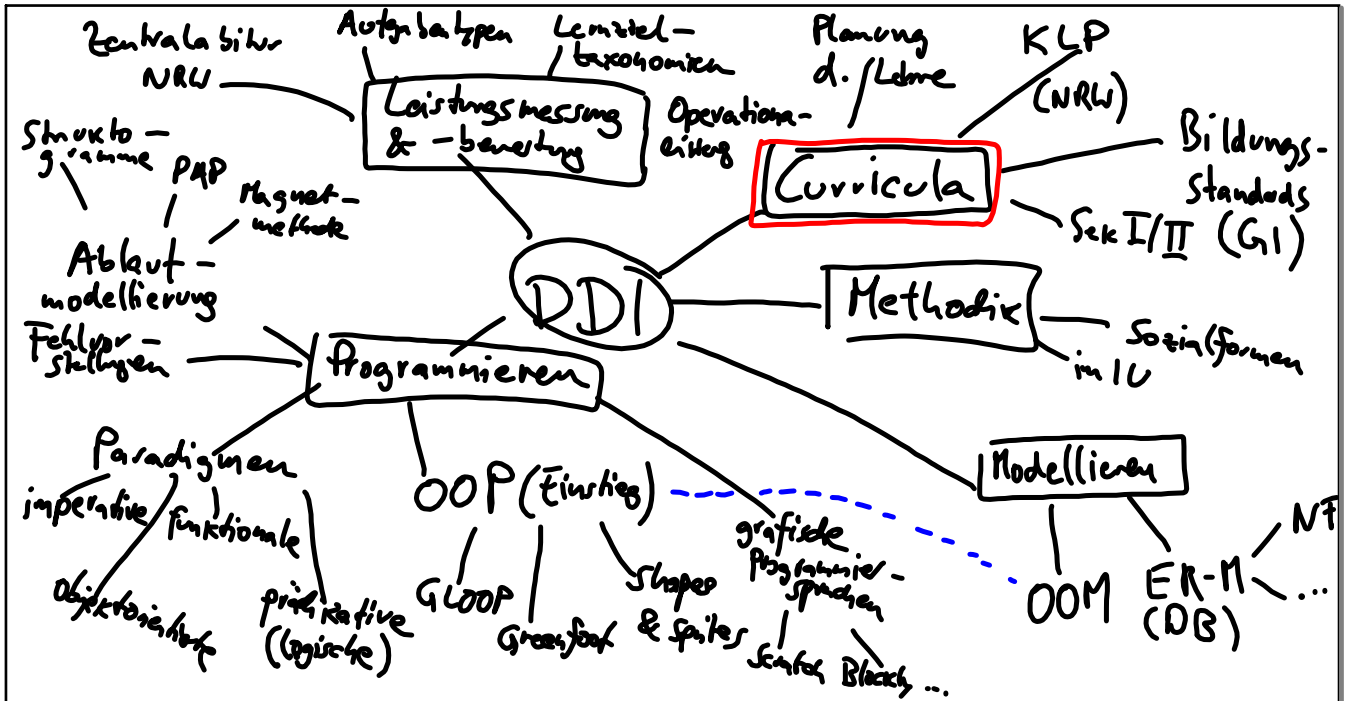 Zentralabitur
NRW
Aufgabentypen
Lernziel-
taxonomien
Leistungsmessung
& -bewertung
Operationa-
lisierung
Planung
d. Lehre
KLP
(NRW)
Curricula
Bildungs-
standards
Sek I/II (GI)
Strukto-
gramme
PAP
Magnet-
methode
Ablauf-
modellierung
Fehlvor-
stellungen
DDI
Methodik
Sozialformen
im IU
Programmieren
Paradigmen
imperative
funktionale
Objektorientierte
prädikative
(logische)
OOP (Einstieg)
GLOOP
Greenfoot
Shapes
& Sprites
grafische
Programmier-
sprachen
Scratch Blockly ...
Modellieren
OOM
ER-M
(DB)
NF
...